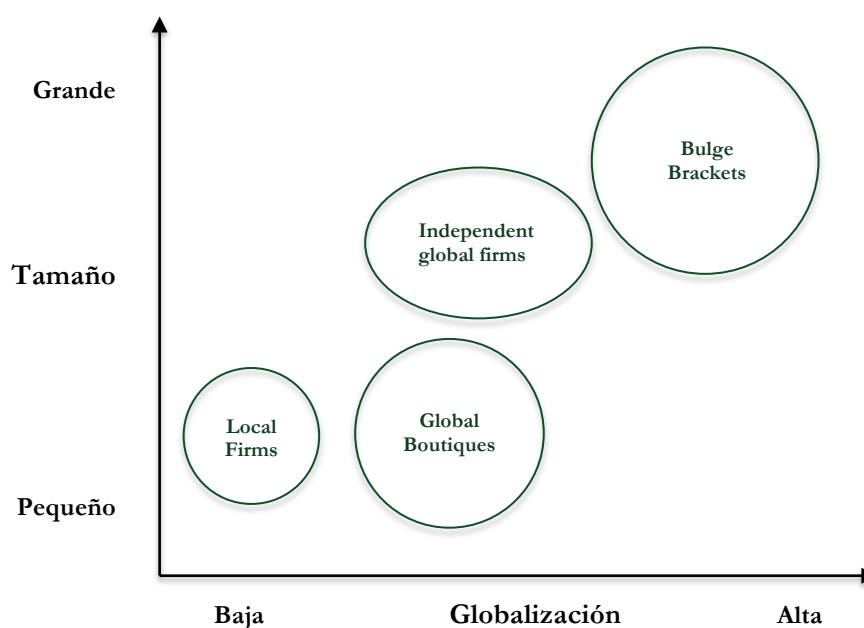 Grande
Bulge
Brackets
Independent
global firms
Tamaño
Local
Firms
Global
Boutiques
Pequeño
Baja
Globalización
Alta